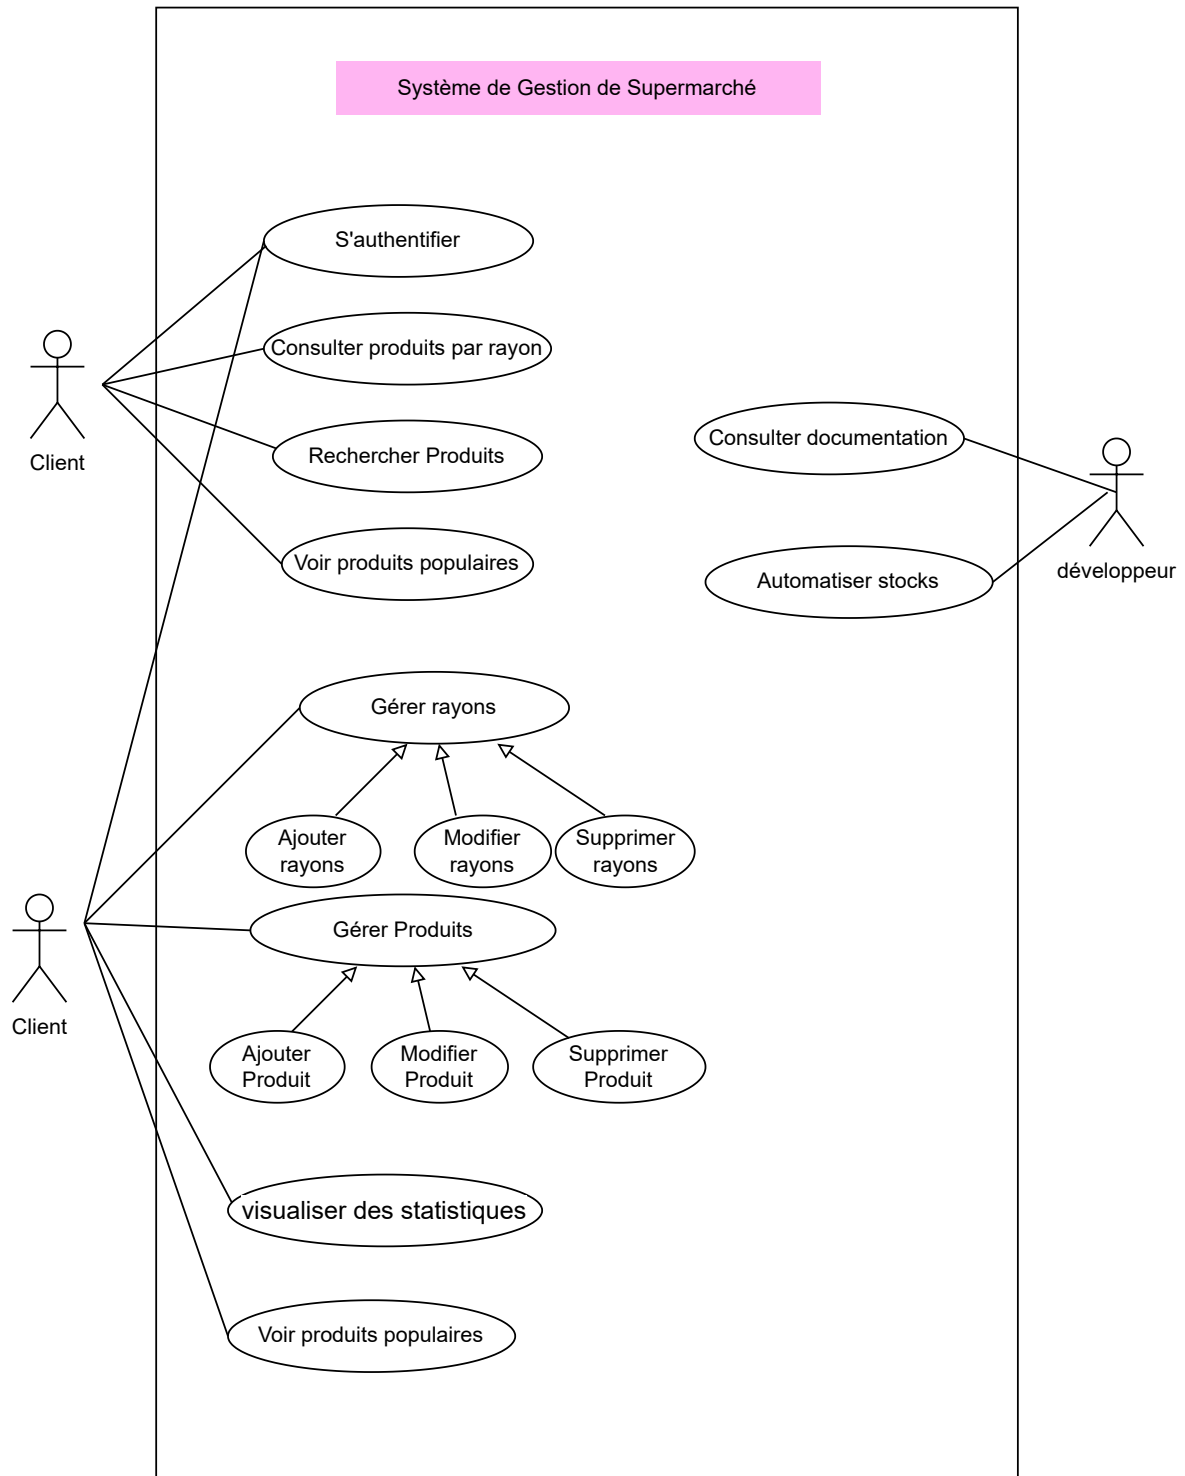 Système de Gestion de Supermarché
S'authentifier
Consulter produits par rayon
Client
Rechercher Produits
Consulter documentation
Voir produits populaires
développeur
Automatiser stocks
Gérer rayons
Ajouter
rayons
Modifier
rayons
Supprimer
rayons
Gérer Produits
Client
Ajouter
Produit
Modifier
Produit
Supprimer
Produit
visualiser des statistiques
Voir produits populaires